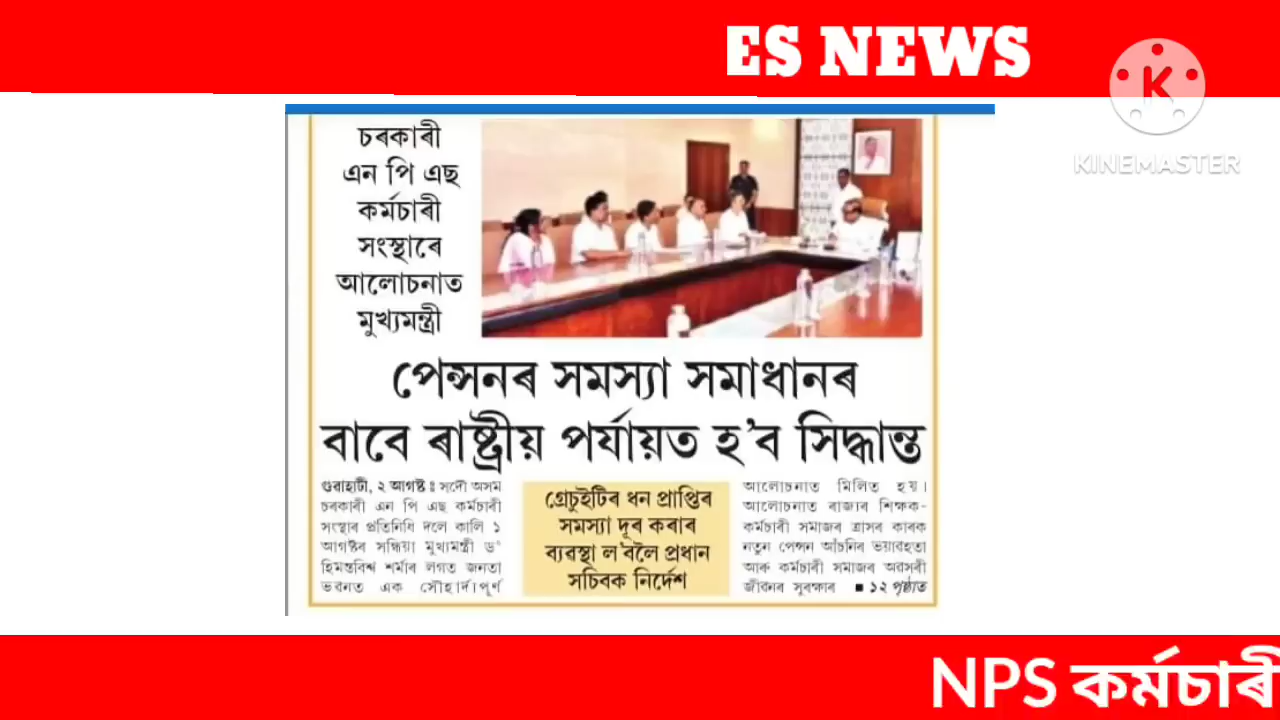 ES NEWS
KINEMASTER
চৰকাৰী
এন পি এছ
কৰ্মচাৰী
সংস্থাৰে
আলোচনাত
মুখ্যমন্ত্ৰী
পেন্সনৰ সমস্যা সমাধানৰ
বাবে ৰাষ্ট্ৰীয় পৰ্যায়ত হ'ব সিদ্ধান্ত
গুৱাহাটী, ২ আগষ্ট : সদৌ অসম
চৰকাৰী এন পি এছ কৰ্মচাৰী
সংস্থাৰ প্ৰতিনিধি দলে কালি ১
আগষ্টৰ সন্ধিয়া মুখ্যমন্ত্ৰী ড°
হিমন্তবিশ্ব শৰ্মাৰ লগত জনতা
ভৱনত এক সৌহাৰ্দ্যপূৰ্ণ
গ্ৰেচুইটিৰ ধন প্ৰাপ্তিৰ
সমস্যা দূৰ কৰাৰ
ব্যৱস্থা ল'বলৈ প্ৰধান
সচিবক নিৰ্দেশ
আলোচনাত মিলিত হয়।
আলোচনাত ৰাজ্যৰ শিক্ষক-
কৰ্মচাৰী সমাজৰ ত্ৰাসৰ কাৰক
নতুন পেন্সন আঁচনিৰ ভয়াবহতা
আৰু কৰ্মচাৰী সমাজৰ অৱসৰী
জীৱনৰ সুৰক্ষাৰ ■ ১২ পৃষ্ঠাত
NPS কৰ্মচাৰী